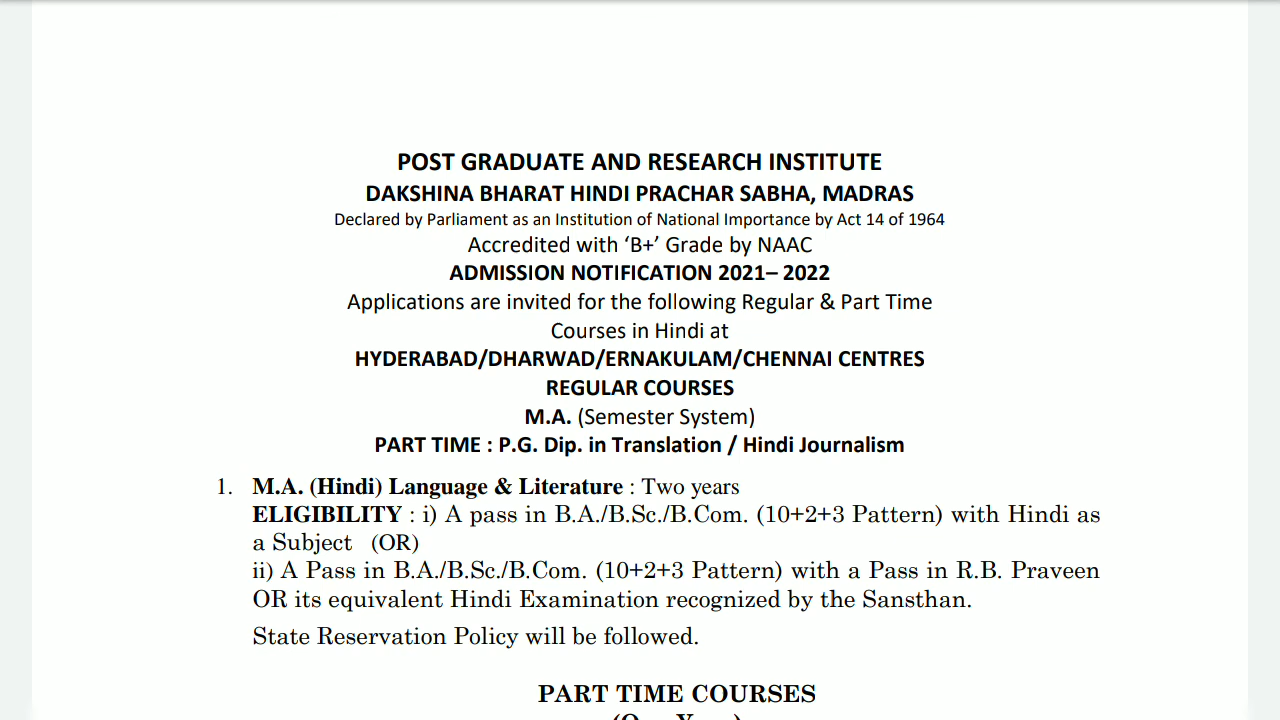 POST GRADUATE AND RESEARCH INSTITUTE
DAKSHINA BHARAT HINDI PRACHAR SABHA, MADRAS
Declared by Parliament as an Institution of National Importance by Act 14 of 1964
Accredited with ‘B+’ Grade by NAAC
ADMISSION NOTIFICATION 2021– 2022
Applications are invited for the following Regular & Part Time
Courses in Hindi at
HYDERABAD/DHARWAD/ERNAKULAM/CHENNAI CENTRES
REGULAR COURSES
M.A. (Semester System)
PART TIME : P.G. Dip. in Translation / Hindi Journalism
1. M.A. (Hindi) Language & Literature : Two years
ELIGIBILITY : i) A pass in B.A./B.Sc./B.Com. (10+2+3 Pattern) with Hindi as
a Subject (OR)
ii) A Pass in B.A./B.Sc./B.Com. (10+2+3 Pattern) with a Pass in R.B. Praveen
OR its equivalent Hindi Examination recognized by the Sansthan.
State Reservation Policy will be followed.
PART TIME COURSES